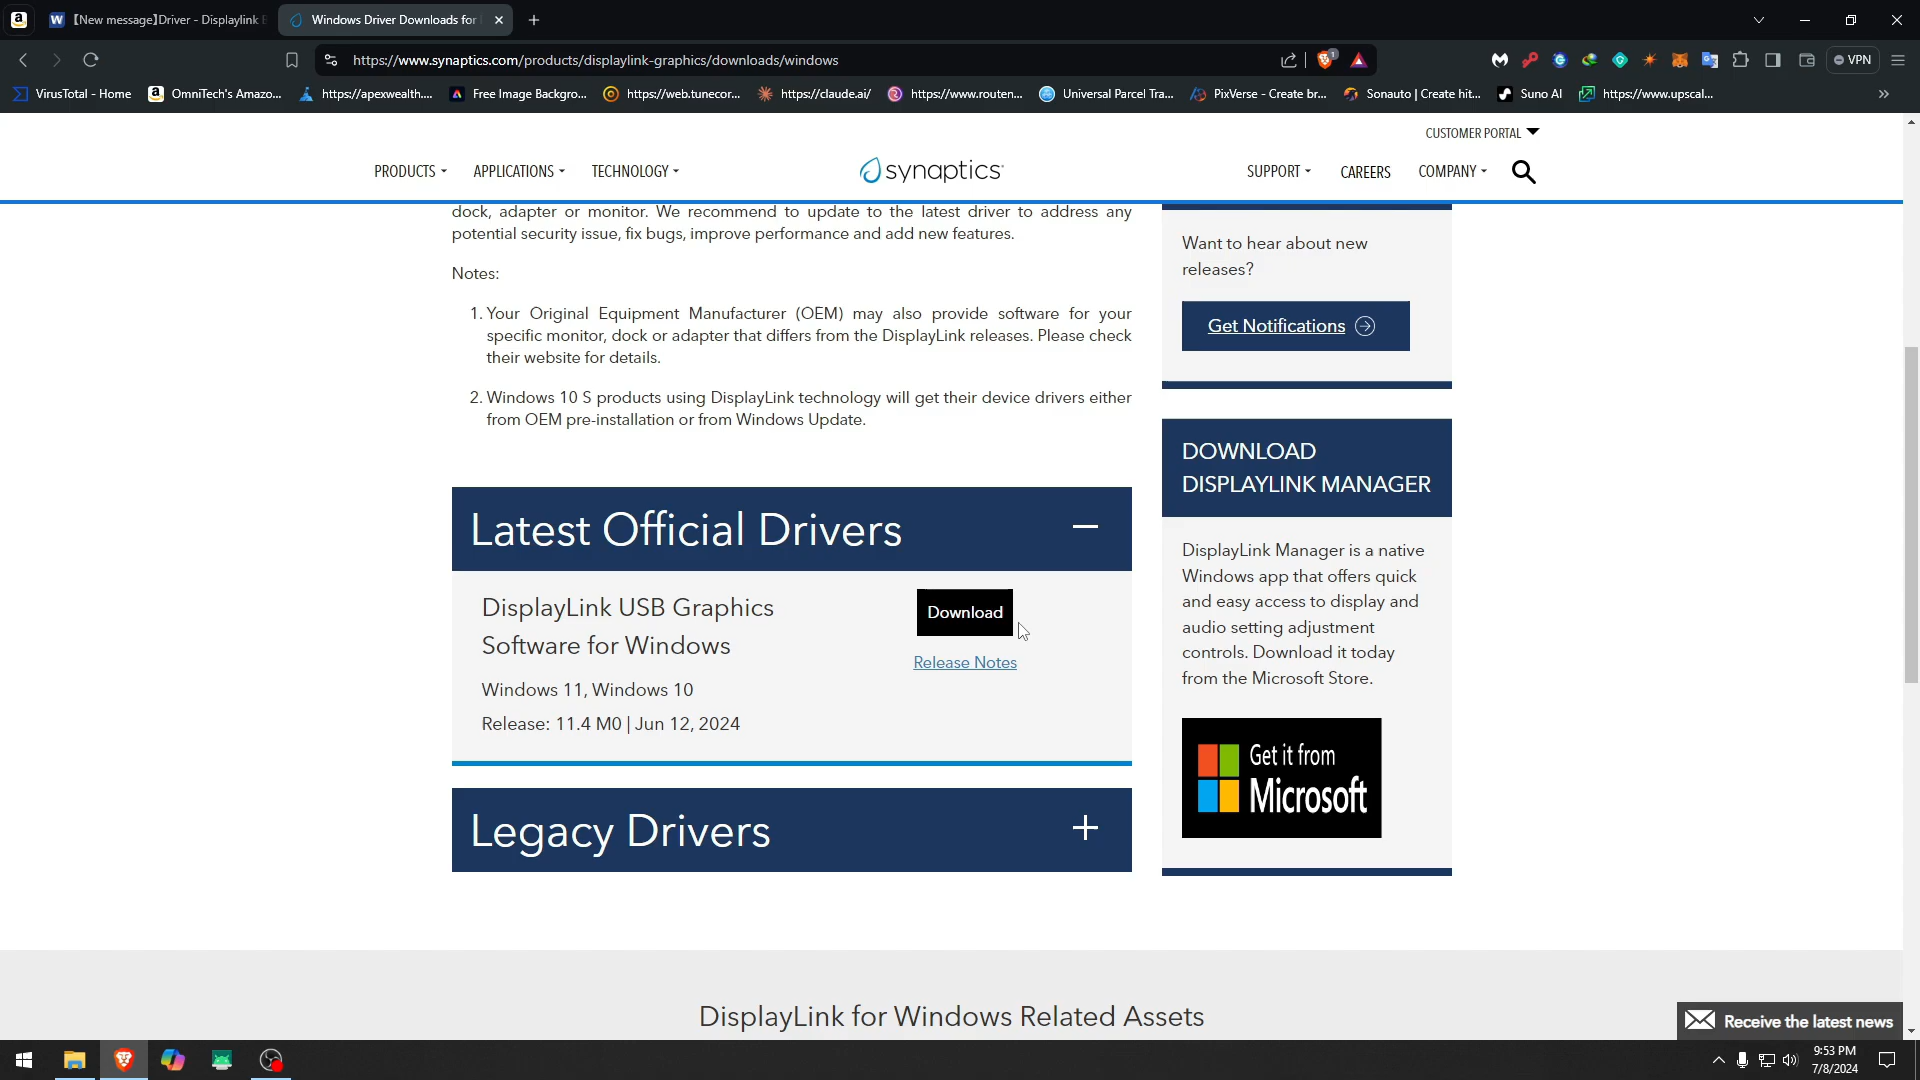 【New message】Driver - Displaylink
Windows Driver Downloads for
https://www.synaptics.com/products/displaylink-graphics/downloads/windows
1
VPN
VirusTotal - Home
OmniTech's Amazo...
https://apexwealth....
Free Image Backgro...
https://web.tunecor...
https://claude.ai/
https://www.routen...
Universal Parcel Tra...
PixVerse - Create br...
Sonauto | Create hit...
Suno AI
https://www.upscal...
CUSTOMER PORTAL
PRODUCTS
APPLICATIONS
TECHNOLOGY
synaptics
SUPPORT
CAREERS
COMPANY
dock, adapter or monitor. We recommend to update to the latest driver to address any
potential security issue, fix bugs, improve performance and add new features.
Notes:
1. Your Original Equipment Manufacturer (OEM) may also provide software for your
specific monitor, dock or adapter that differs from the DisplayLink releases. Please check
their website for details.
2. Windows 10 S products using DisplayLink technology will get their device drivers either
from OEM pre-installation or from Windows Update.
Latest Official Drivers
DisplayLink USB Graphics
Software for Windows
Windows 11, Windows 10
Release: 11.4 M0 | Jun 12, 2024
Download
Release Notes
Legacy Drivers
Want to hear about new
releases?
Get Notifications
DOWNLOAD
DISPLAYLINK MANAGER
DisplayLink Manager is a native
Windows app that offers quick
and easy access to display and
audio setting adjustment
controls. Download it today
from the Microsoft Store.
Get it from
Microsoft
DisplayLink for Windows Related Assets
Receive the latest news
9:53 PM
7/8/2024